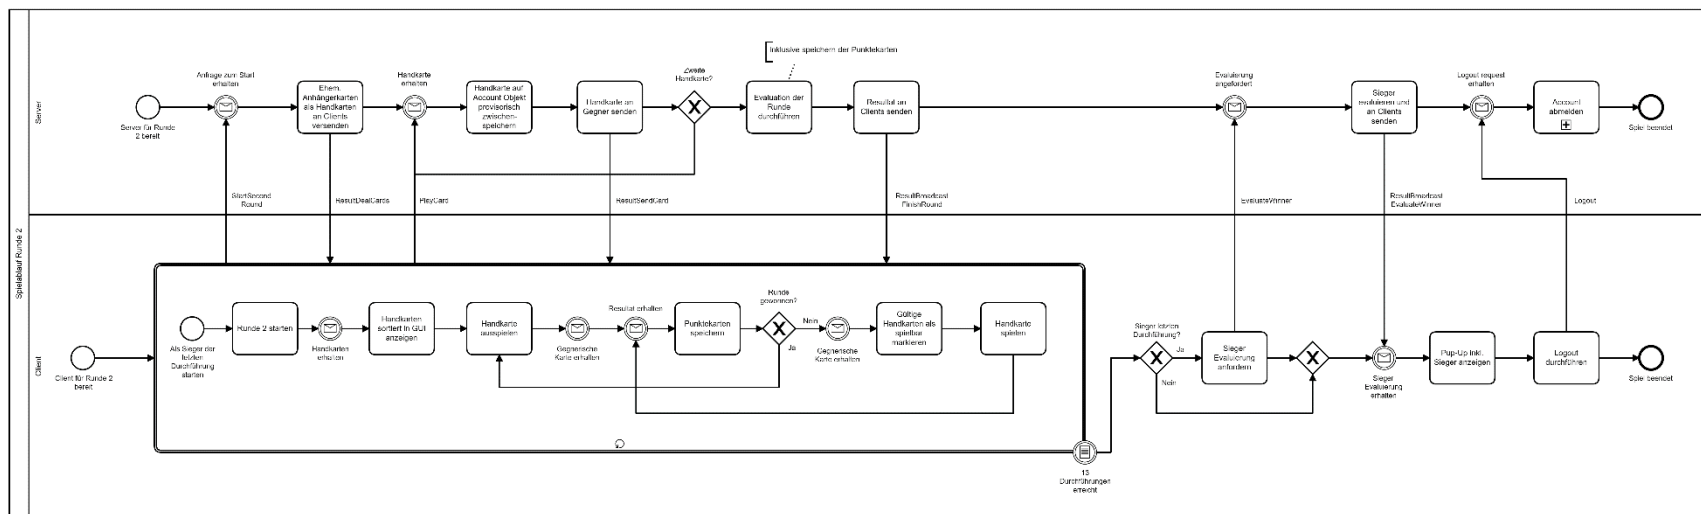 Spielablauf Runde 2
Server
Inklusive speichern der Punktekarten
Server für Runde
2 bereit
Anfrage zum Start
erhalten
Ehem.
Anhängerkarten
als Handkarten
an Clients
versenden
Handkarte
erhalten
Handkarte auf
Account Objekt
provisorisch
zwischen-
speichern
Handkarte an
Gegner senden
Zweite
Handkarte?
Evaluation der
Runde
durchführen
Resultat an
Clients senden
Evaluierung
angefordert
Sieger
evaluieren und
an Clients
senden
Logout request
erhalten
Account
abmelden
Spiel beendet
StartSecond
Round
ResultDealCards
PlayCard
ResultSendCard
ResultBroadcast
FinishRound
EvaluateWinner
ResultBroadcast
EvaluateWinner
Logout
Client
Client für Runde 2
bereit
Als Sieger der
letzten
Durchführung
starten
Runde 2 starten
Handkarten
erhalten
Handkarten
sortiert in GUI
anzeigen
Handkarte
ausspielen
Gegnerische
Karte erhalten
Resultat erhalten
Punktekarten
speichern
Runde
gewonnen?
Nein
Ja
Gegnerische
Karte erhalten
Gültige
Handkarten als
spielbar
markieren
Handkarte
spielen
13
Durchführungen
erreicht
Sieger letzten
Durchführung?
Ja
Nein
Sieger
Evaluierung
anfordern
Sieger
Evaluierung
erhalten
Pup-Up inkl.
Sieger anzeigen
Logout
durchführen
Spiel beendet